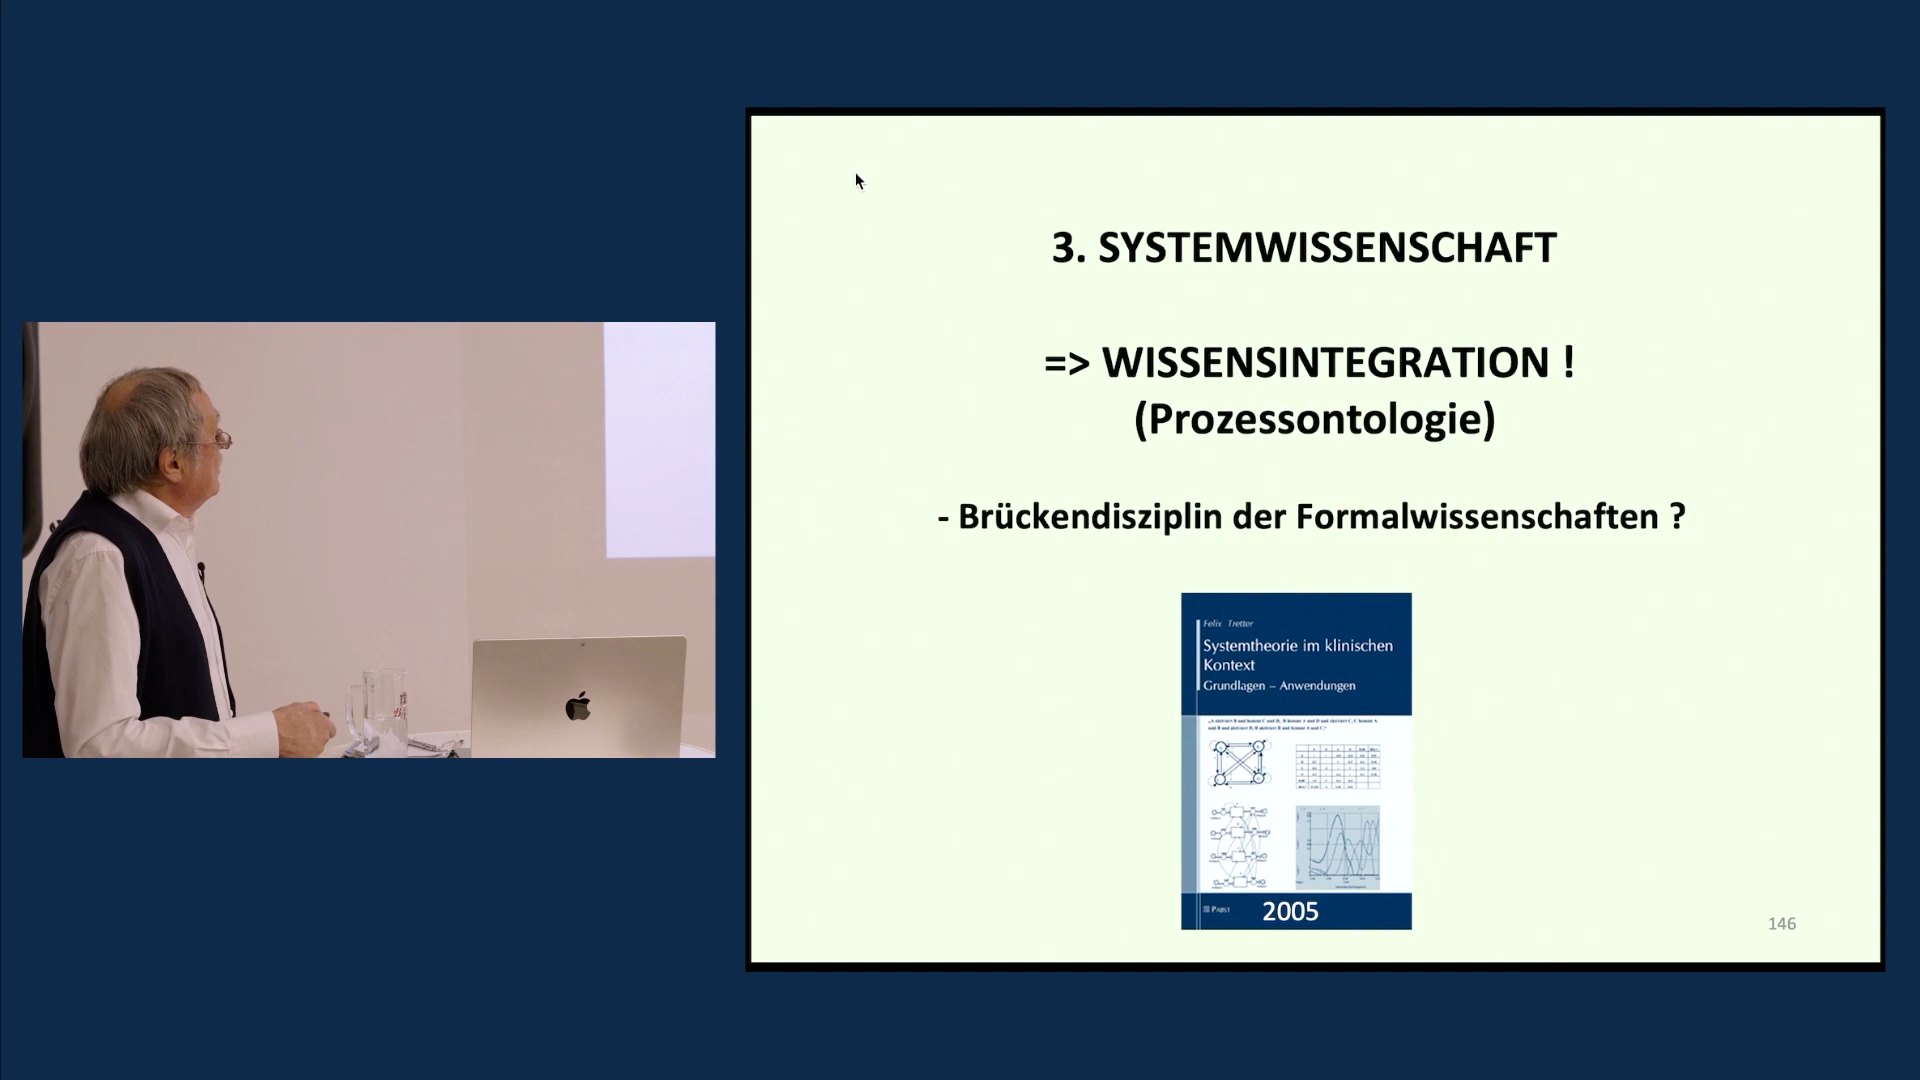 3. SYSTEMWISSENSCHAFT
=> WISSENSINTEGRATION !
(Prozessontologie)
- Brückendisziplin der Formalwissenschaften ?
Felix Tretter
Systemtheorie im klinischen
Kontext
Grundlagen – Anwendungen
PABST
2005
146